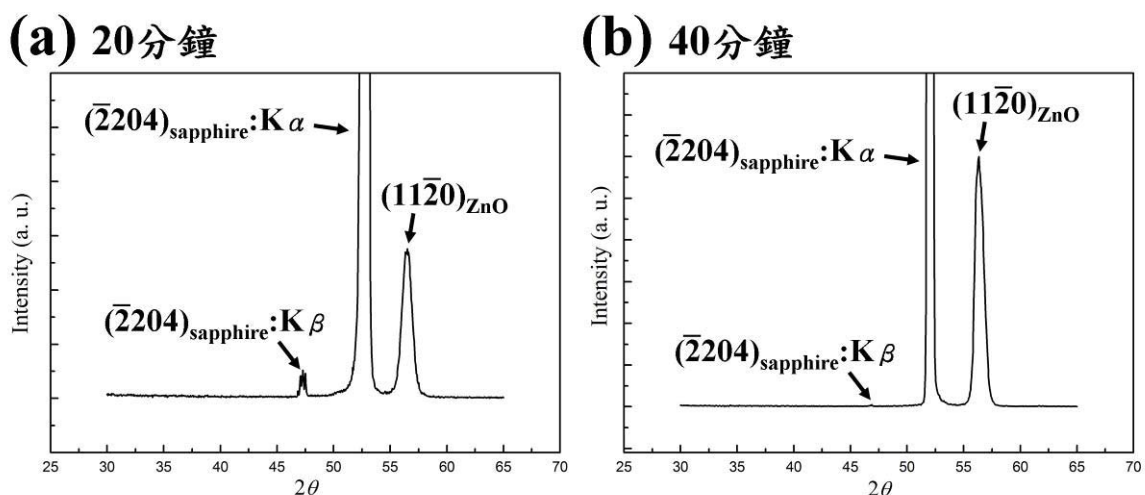 (a) 20分鐘
(2̅204)sapphire:Kα
(112̅0)ZnO
(2̅204)sapphire:Kβ
Intensity (a. u.)
25 30 35 40 45 50 55 60 65 70
2θ
(b) 40分鐘
(112̅0)ZnO
(2̅204)sapphire:Kα
(2̅204)sapphire:Kβ
Intensity (a. u.)
25 30 35 40 45 50 55 60 65 70
2θ